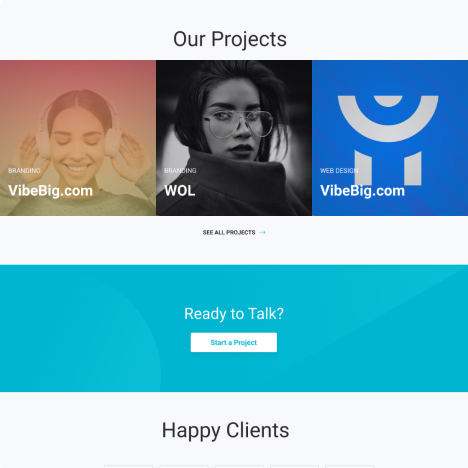 Our Projects
BRANDING
VibeBig.com
BRANDING
WOL
WEB DESIGN
VibeBig.com
SEE ALL PROJECTS →
Ready to Talk?
Start a Project
Happy Clients